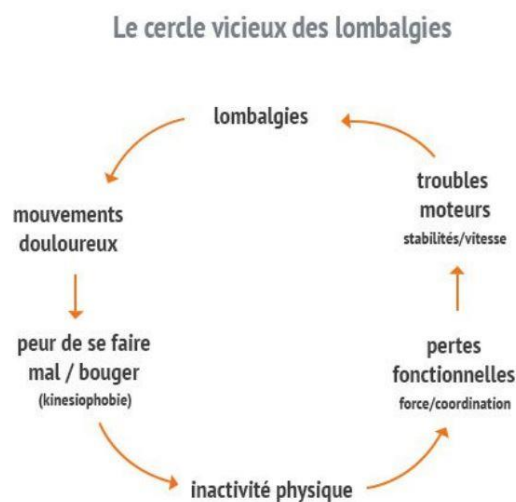 Le cercle vicieux des lombalgies
lombalgies
mouvements
douloureux
peur de se faire
mal / bouger
(kinesiophobie)
inactivité physique
pertes
fonctionnelles
force/coordination
troubles
moteurs
stabilités/vitesse